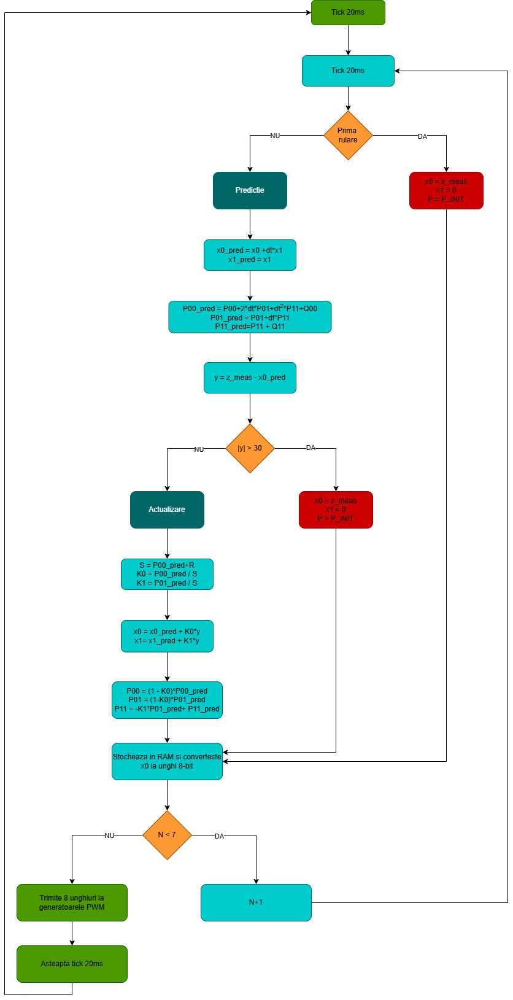 Tick 20ms
Tick 20ms
Prima
rulare
NU
DA
Predictie
x0 = z_meas
x1 = 0
P = P_INIT
x0_pred = x0 +dt*x1
x1_pred = x1
P00_pred = P00+2*dt*P01+dt²*P11+Q00
P01_pred = P01+dt*P11
P11_pred=P11 + Q11
y = z_meas - x0_pred
|y| > 30
NU
DA
Actualizare
x0 = z_meas
x1 = 0
P = P_INIT
S = P00_pred+R
K0 = P00_pred / S
K1 = P01_pred / S
x0 = x0_pred + K0*y
x1= x1_pred + K1*y
P00 = (1 - K0)*P00_pred
P01 = (1-K0)*P01_pred
P11 = -K1*P01_pred+ P11_pred
Stocheaza in RAM si converteste
x0 la unghi 8-bit
N < 7
NU
DA
Trimite 8 unghiuri la
generatoarele PWM
N+1
Asteapta tick 20ms